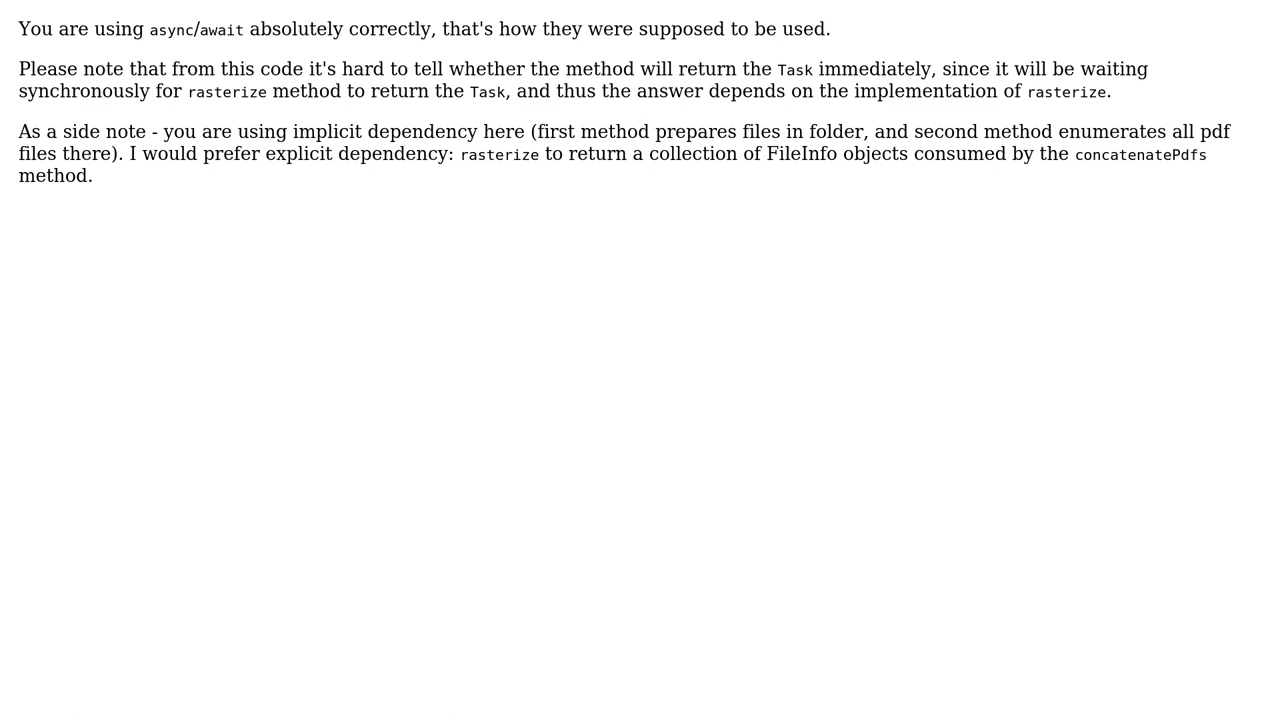 You are using async/await absolutely correctly, that's how they were supposed to be used.
Please note that from this code it's hard to tell whether the method will return the Task immediately, since it will be waiting
synchronously for rasterize method to return the Task, and thus the answer depends on the implementation of rasterize.
As a side note - you are using implicit dependency here (first method prepares files in folder, and second method enumerates all pdf
files there). I would prefer explicit dependency: rasterize to return a collection of FileInfo objects consumed by the concatenatePdfs
method.